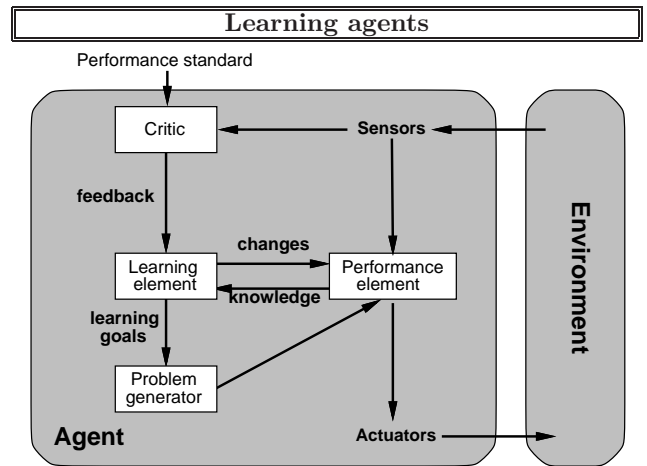 Learning agents
Performance standard
Critic
Sensors
feedback
changes
Learning
element
Performance
element
knowledge
learning
goals
Problem
generator
Agent
Actuators
Environment